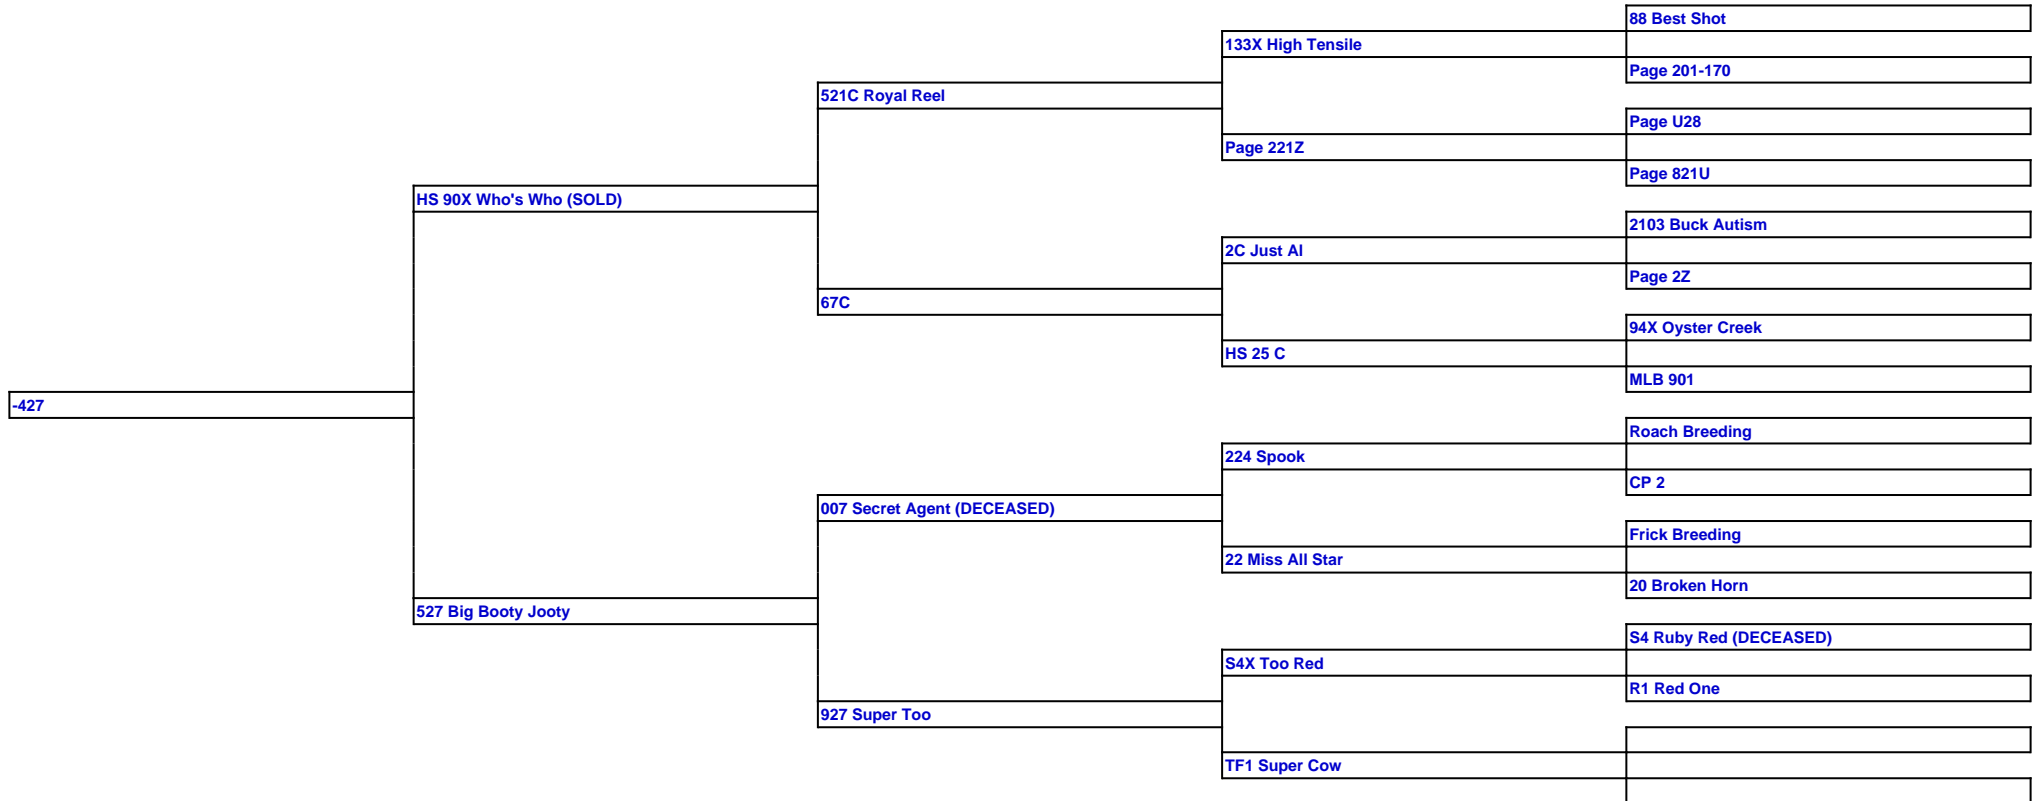 88 Best Shot
133X High Tensile
Page 201-170
521C Royal Reel
Page U28
Page 221Z
Page 821U
HS 90X Who's Who (SOLD)
2103 Buck Autism
2C Just AI
Page 2Z
67C
94X Oyster Creek
HS 25 C
MLB 901
-427
Roach Breeding
224 Spook
CP 2
007 Secret Agent (DECEASED)
Frick Breeding
22 Miss All Star
20 Broken Horn
527 Big Booty Jooty
S4 Ruby Red (DECEASED)
S4X Too Red
R1 Red One
927 Super Too
TF1 Super Cow